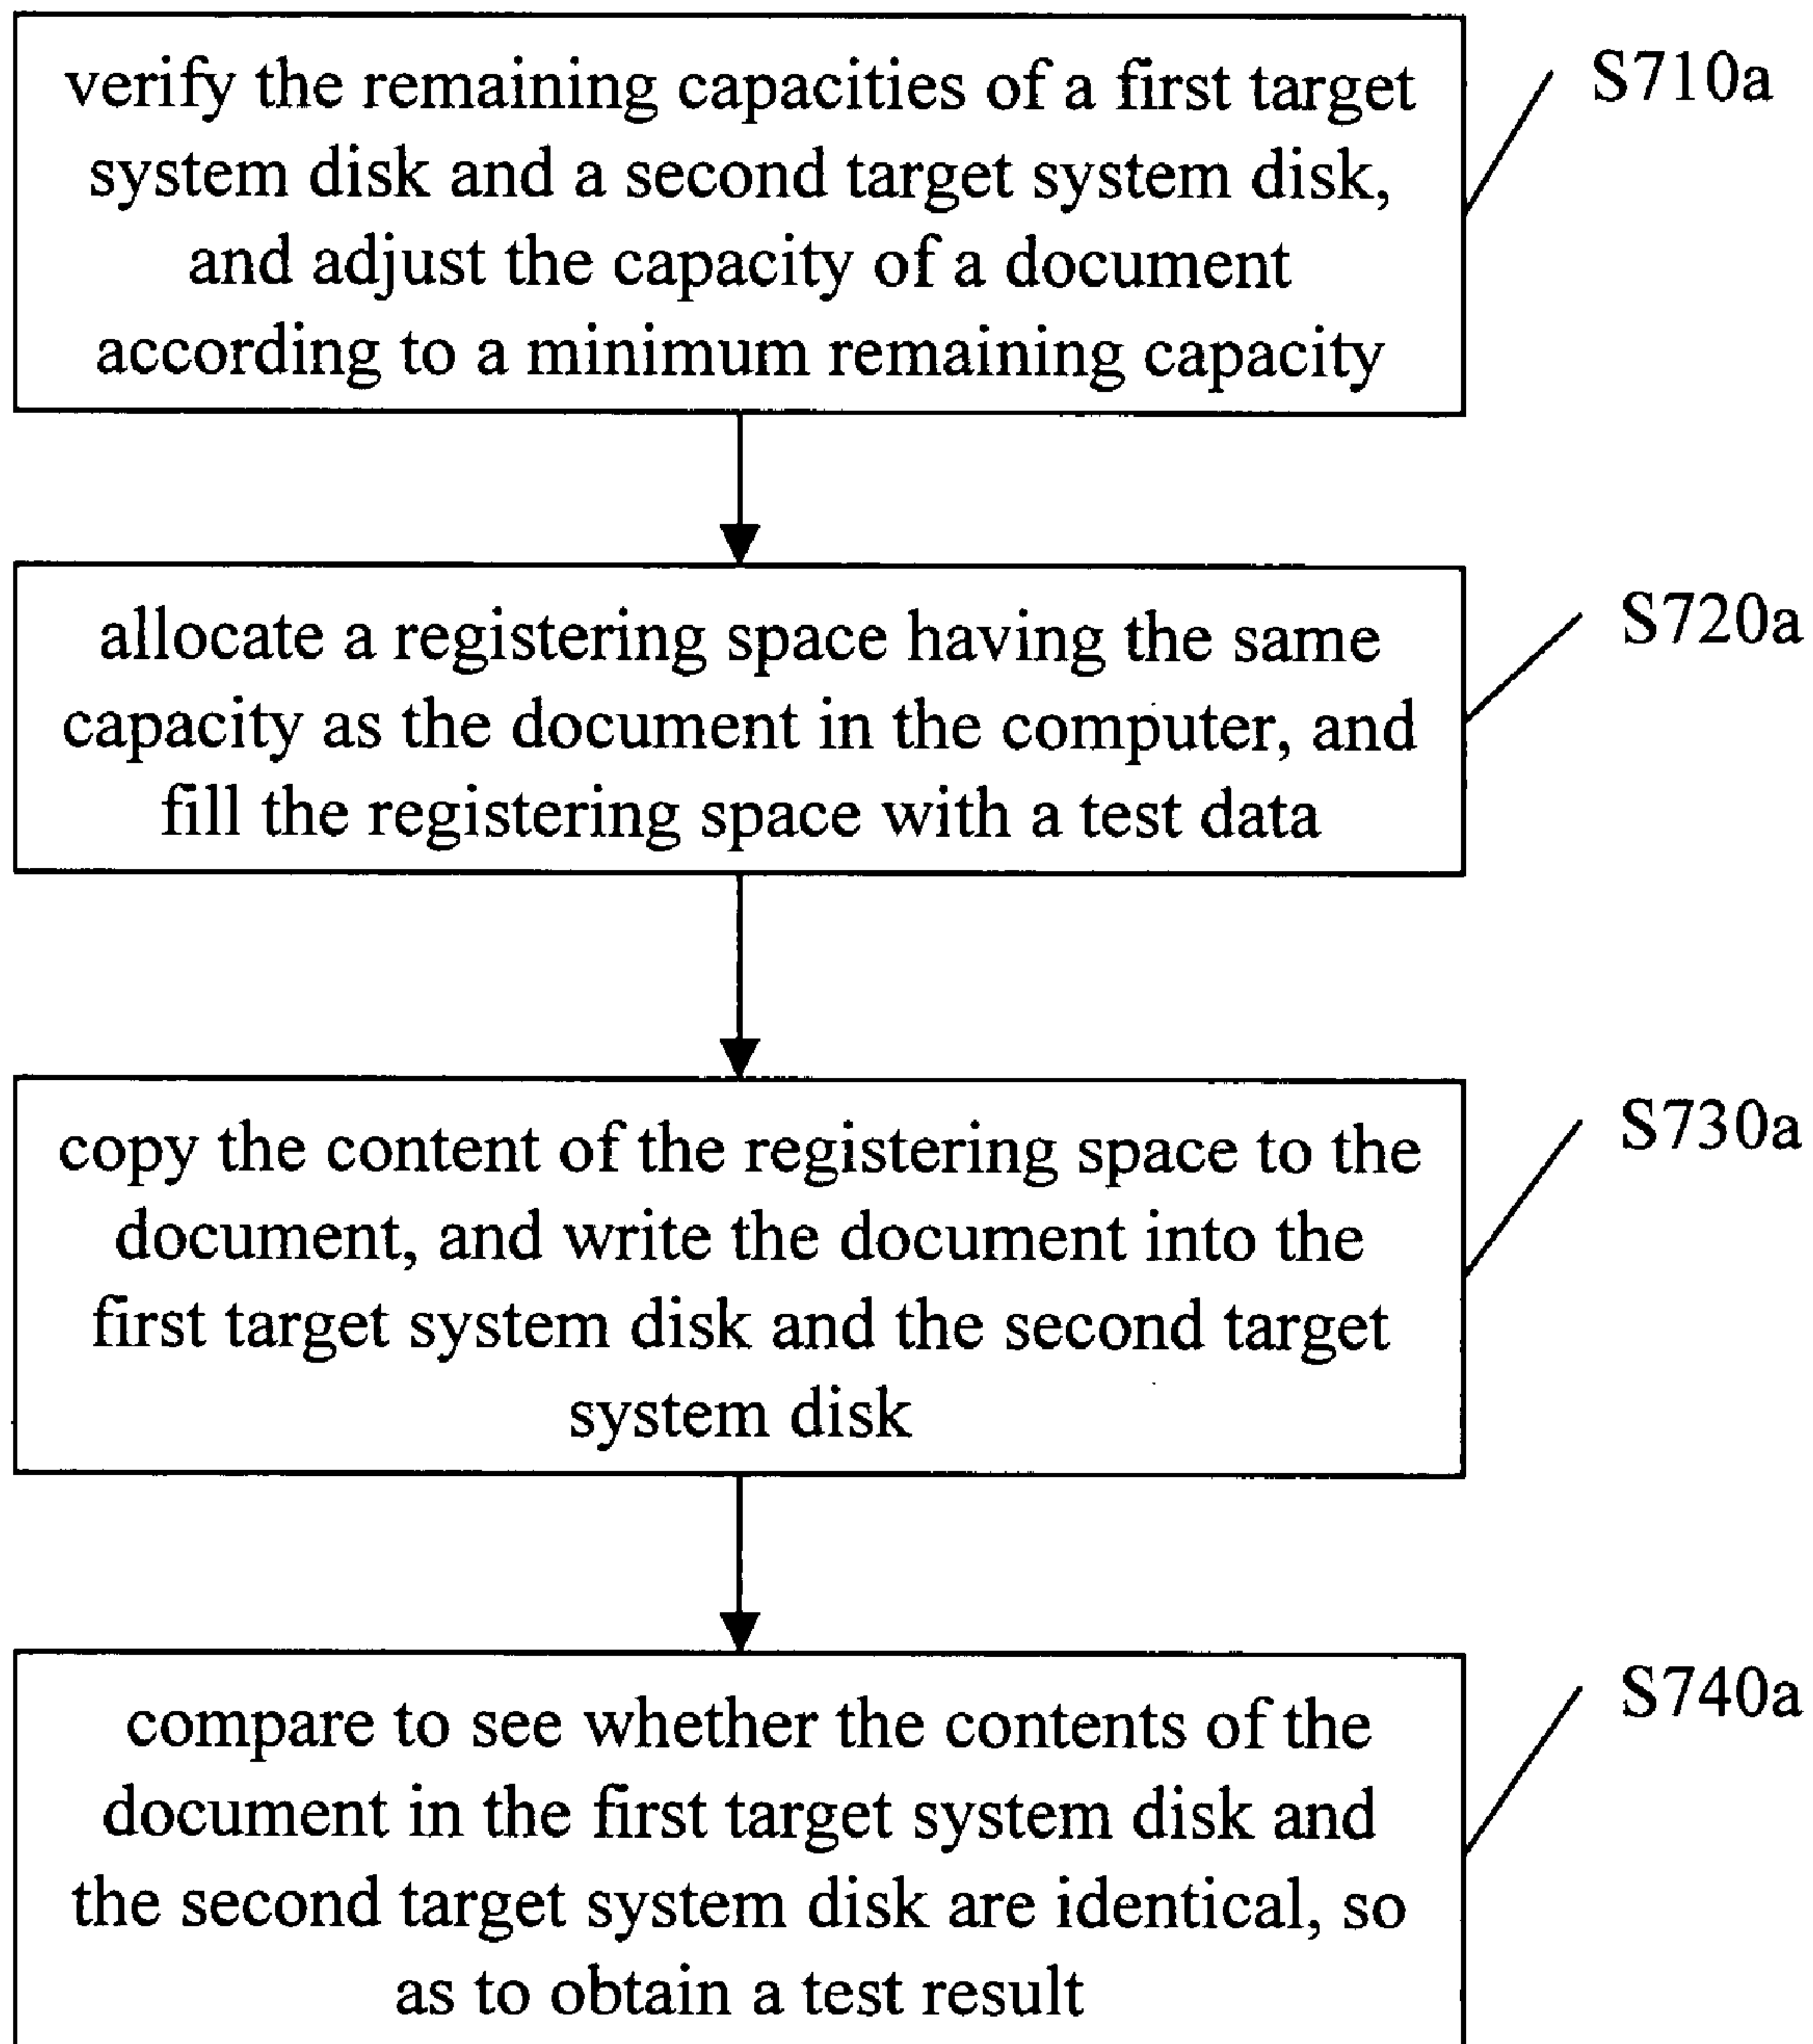 verify the remaining capacities of a first target
system disk and a second target system disk,
and adjust the capacity of a document
according to a minimum remaining capacity
S710a
allocate a registering space having the same
capacity as the document in the computer, and
fill the registering space with a test data
S720a
copy the content of the registering space to the
document, and write the document into the
first target system disk and the second target
system disk
S730a
compare to see whether the contents of the
document in the first target system disk and
the second target system disk are identical, so
as to obtain a test result
S740a